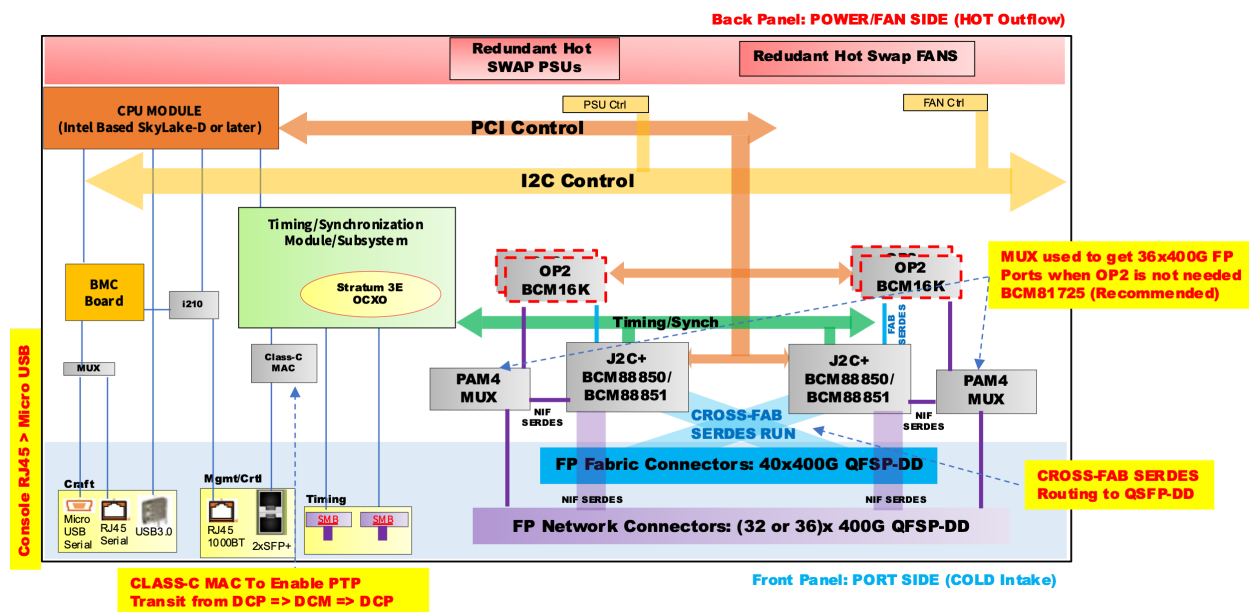 Back Panel: POWER/FAN SIDE (HOT Outflow)
Redundant Hot
SWAP PSUs
Redudant Hot Swap FANS
CPU MODULE
(Intel Based SkyLake-D or later)
PSU Ctrl
FAN Ctrl
PCI Control
I2C Control
Timing/Synchronization
Module/Subsystem
Stratum 3E
OCXO
BMC
Board
i210
OP2
BCM16K
OP2
BCM16K
MUX used to get 36x400G FP
Ports when OP2 is not needed
BCM81725 (Recommended)
Timing/Synch
FAB
SERDES
Console RJ45 > Micro USB
MUX
Class-C
MAC
PAM4
MUX
J2C+
BCM88850/
BCM88851
J2C+
BCM88850/
BCM88851
PAM4
MUX
NIF
SERDES
NIF
SERDES
CROSS-FAB
SERDES RUN
FP Fabric Connectors: 40x400G QFSP-DD
CROSS-FAB SERDES
Routing to QSFP-DD
NIF SERDES
NIF SERDES
FP Network Connectors: (32 or 36)x 400G QFSP-DD
Craft
Micro
USB
Serial
RJ45
Serial
USB3.0
Mgmt/Crtl
RJ45
1000BT
2xSFP+
Timing
SMB
SMB
CLASS-C MAC To Enable PTP
Transit from DCP => DCM => DCP
Front Panel: PORT SIDE (COLD Intake)